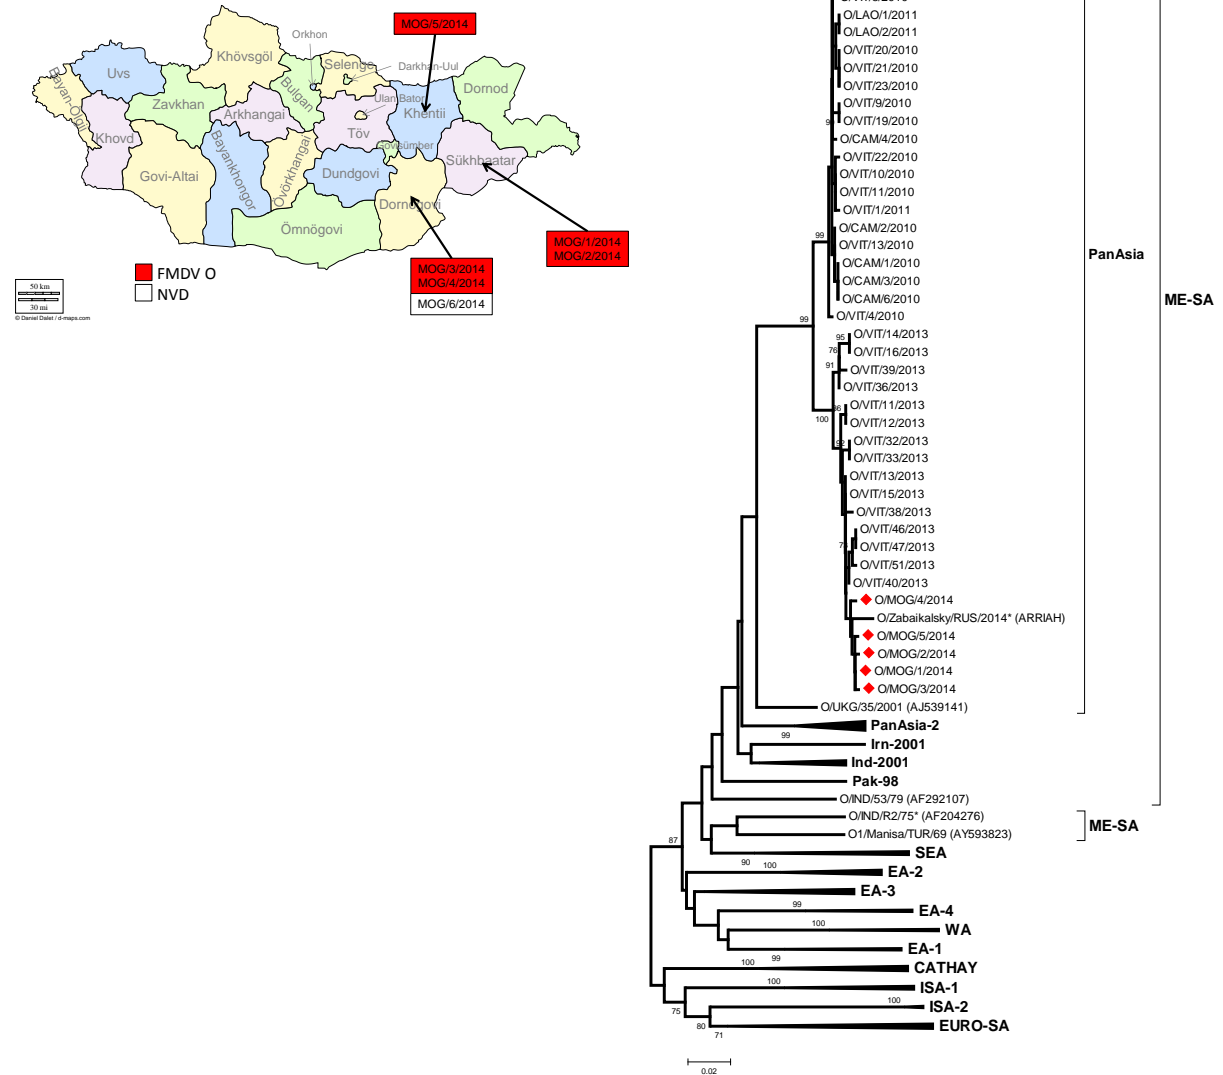 MOG/5/2014
Orkhon
Khövsgöl
Selenge
Darkhan-Uul
Uvs
Bayan-Olgii
Zavkhan
Bulgan
Dornod
Ulan Bator
Arkhangai
Khentii
Khovd
Töv
Govisümber
Sükhbaatar
Govi-Altai
Bayankhongor
Övörkhangai
Dundgovi
Dornogovi
Ömnögovi
MOG/1/2014
MOG/2/2014
MOG/3/2014
MOG/4/2014
MOG/6/2014
FMDV O
NVD
50 km
30 mi
© Daniel Dalet / d-maps.com
O/LAO/1/2011
O/LAO/2/2011
O/VIT/20/2010
O/VIT/21/2010
O/VIT/23/2010
O/VIT/9/2010
O/VIT/19/2010
O/CAM/4/2010
O/VIT/22/2010
O/VIT/10/2010
O/VIT/11/2010
O/VIT/1/2011
O/CAM/2/2010
99
O/VIT/13/2010
PanAsia
O/CAM/1/2010
O/CAM/3/2010
O/CAM/6/2010
ME-SA
99
O/VIT/4/2010
95
O/VIT/14/2013
76
O/VIT/16/2013
91
O/VIT/39/2013
O/VIT/36/2013
O/VIT/11/2013
100
O/VIT/12/2013
O/VIT/32/2013
O/VIT/33/2013
O/VIT/13/2013
O/VIT/15/2013
O/VIT/38/2013
O/VIT/46/2013
O/VIT/47/2013
O/VIT/51/2013
O/VIT/40/2013
O/MOG/4/2014
O/Zabaikalsky/RUS/2014* (ARRIAH)
O/MOG/5/2014
O/MOG/2/2014
O/MOG/1/2014
O/MOG/3/2014
O/UKG/35/2001 (AJ539141)
PanAsia-2
99
Irn-2001
Ind-2001
Pak-98
O/IND/53/79 (AF292107)
O/IND/R2/75* (AF204276)
ME-SA
O1/Manisa/TUR/69 (AY593823)
87
SEA
90
100
EA-2
EA-3
99
EA-4
100
WA
EA-1
100
99
CATHAY
100
ISA-1
100
ISA-2
75
80
EURO-SA
71
0.02